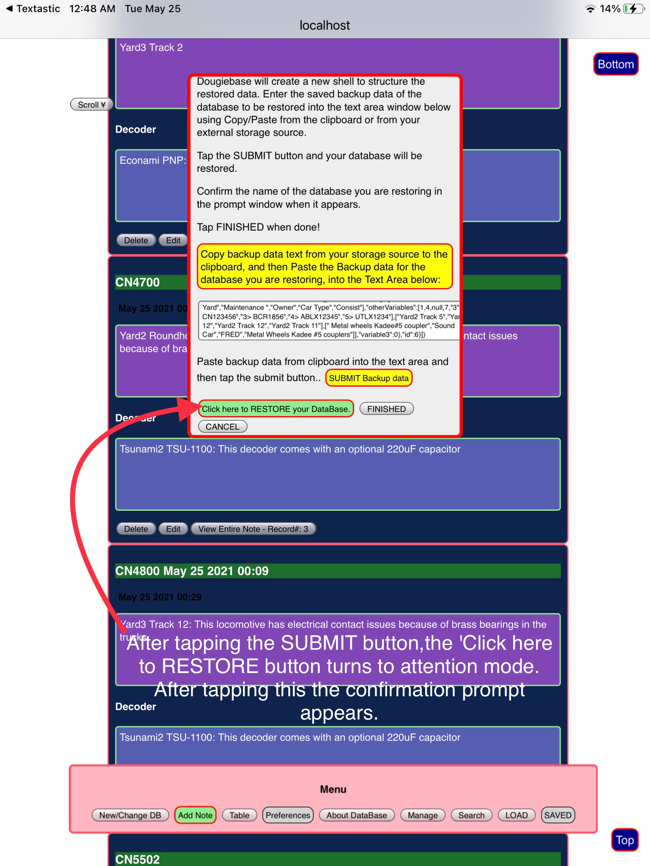 Textastic 12:48 AM Tue May 25 14%
localhost
Yard3 Track 2
Bottom
Scroll ¥
Decoder
Econami PNP:
Delete Edit
Dougiebase will create a new shell to structure the
restored data. Enter the saved backup data of the
database to be restored into the text area window below
using Copy/Paste from the clipboard or from your
external storage source.
Tap the SUBMIT button and your database will be
restored.
Confirm the name of the database you are restoring in
the prompt window when it appears.
Tap FINISHED when done!
Copy backup data text from your storage source to the
clipboard, and then Paste the Backup data for the
database you are restoring, into the Text Area below:
Yard","Maintenance ","Owner","Car Type","Consist"],"otherVariables":[1,4,null,7,"3"
CN123456","3> BCR1856","4> ABLX12345","5> UTLX1234"],["Yard2 Track 5","Yar
12","Yard2 Track 12","Yard2 Track 11"],[" Metal wheels Kadee#5 coupler","Sound
Car","FRED","Metal Wheels Kadee #5 couplers"]],"variable3":0},"id":6}]}
Paste backup data from clipboard into the text area and
then tap the submit button.. SUBMIT Backup data
'Click here to RESTORE your DataBase. FINISHED
CANCEL
CN4700
May 25 2021 00
Yard2 Roundho ntact issues
because of bra
Decoder
Tsunami2 TSU-1100: This decoder comes with an optional 220uF capacitor
Delete Edit View Entire Note - Record#: 3
CN4800 May 25 2021 00:09
May 25 2021 00:29
Yard3 Track 12: This locomotive has electrical contact issues because of brass bearings in the
trucks
After tapping the SUBMIT button,the 'Click here
to RESTORE button turns to attention mode.
After tapping this the confirmation prompt
appears.
Decoder
Tsunami2 TSU-1100: This decoder comes with an optional 220uF capacitor
Menu
New/Change DB Add Note Table Preferences About DataBase Manage Search LOAD SAVED
Top
CN5502